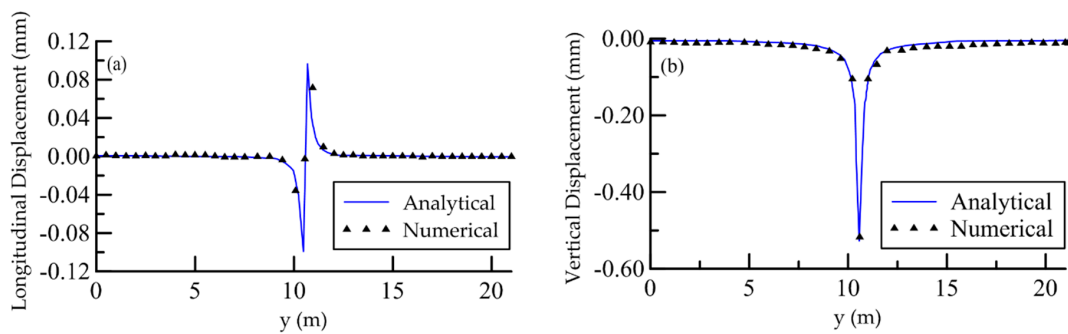 Longitudinal Displacement (mm)
0.12
0.08
0.04
0.00
-0.04
-0.08
-0.12
(a)
Analytical
Numerical
0 5 10 15 20
y (m)
Vertical Displacement (mm)
0.00
-0.20
-0.40
-0.60
(b)
Analytical
Numerical
0 5 10 15 20
y (m)